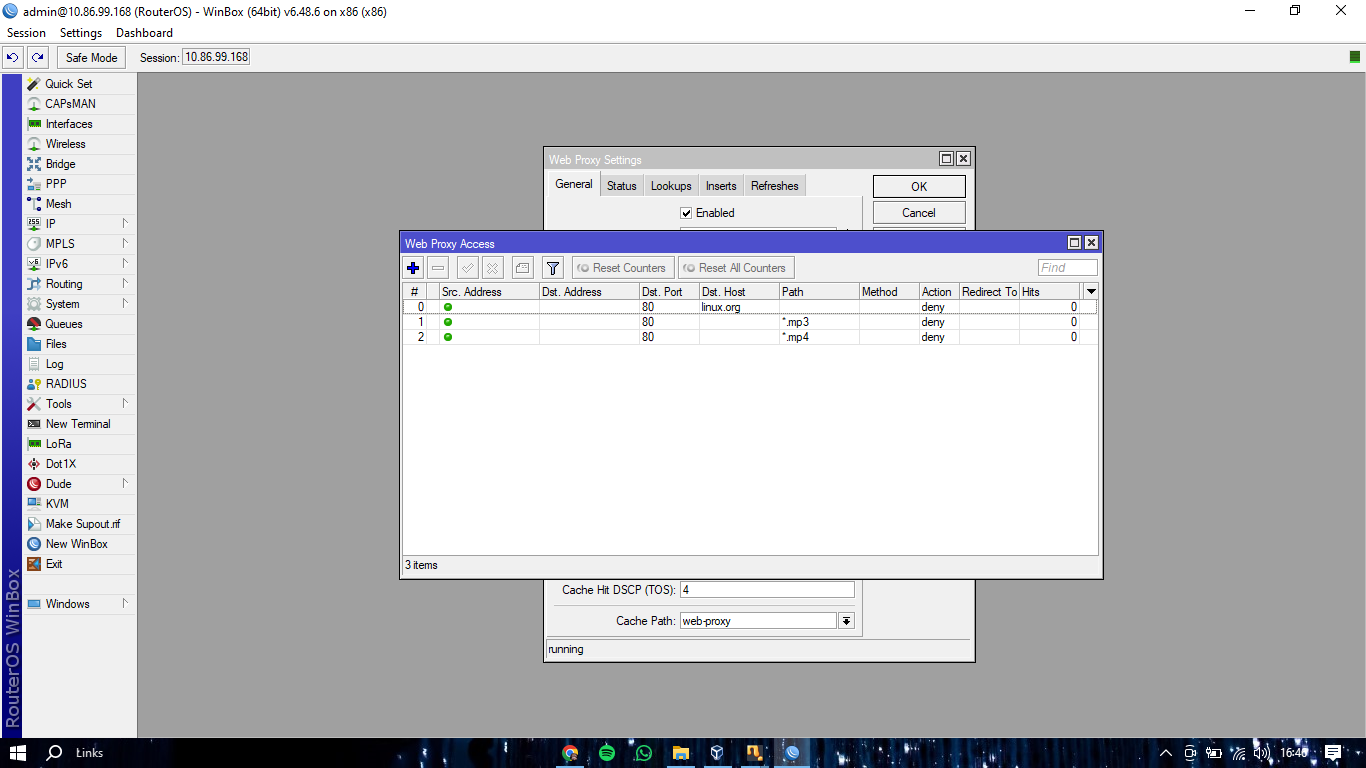 admin@10.86.99.168 (RouterOS) - WinBox (64bit) v6.48.6 on x86 (x86)
Session Settings Dashboard
Safe Mode Session: 10.86.99.168
Quick Set
CAPsMAN
Interfaces
Wireless
Bridge
PPP
Mesh
IP
MPLS
IPv6
Routing
System
Queues
Files
Log
RADIUS
Tools
New Terminal
LoRa
Dot1X
Dude
KVM
Make Supout.rif
New WinBox
Exit
Windows
RouterOS WinBox
Web Proxy Settings
General Status Lookups Inserts Refreshes
OK
Enabled
Cancel
Web Proxy Access
Reset Counters Reset All Counters Find
# Src. Address Dst. Address Dst. Port Dst. Host Path Method Action Redirect To Hits
0 80 linux.org deny 0
1 80 *.mp3 deny 0
2 80 *.mp4 deny 0
3 items
Cache Hit DSCP (TOS): 4
Cache Path: web-proxy
running
Łinks
16:46